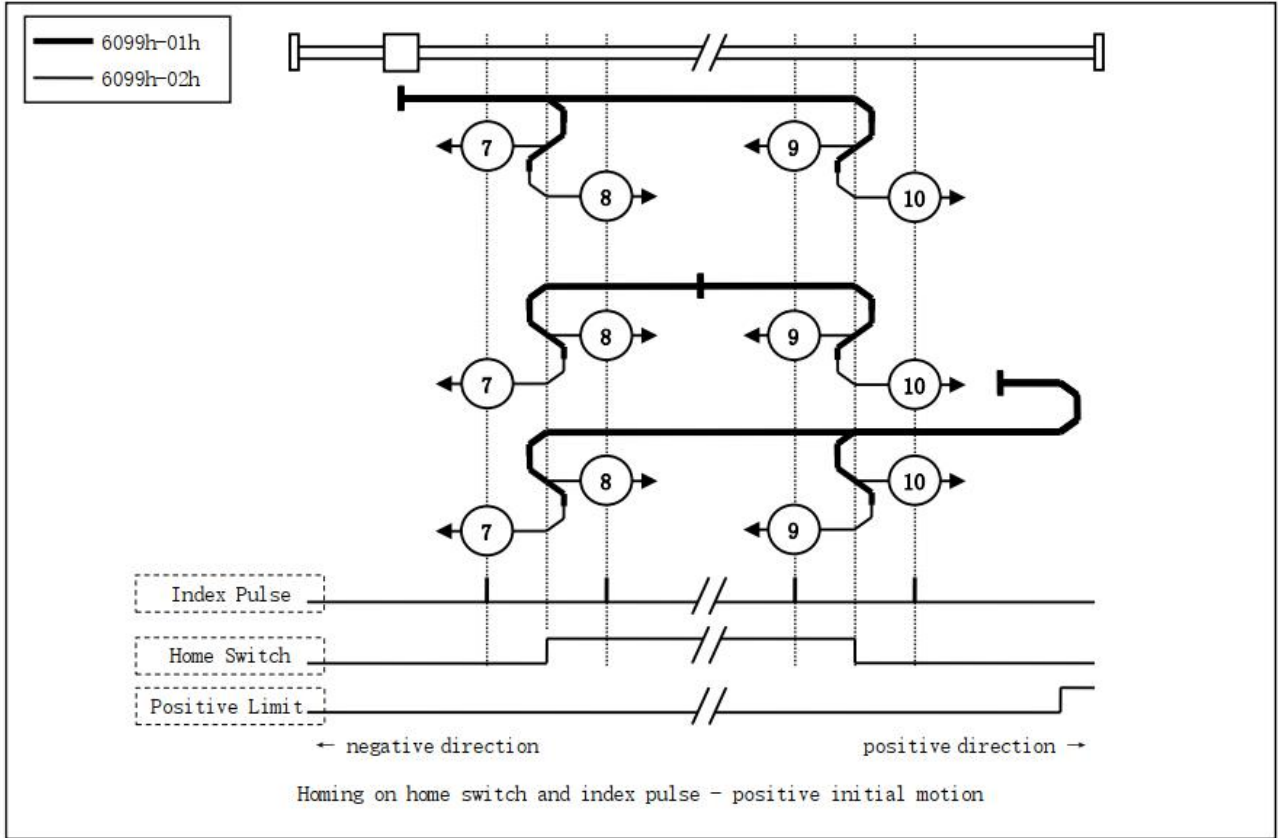 6099h-01h
6099h-02h
7
9
8
10
8
9
7
10
8
10
7
9
Index Pulse
Home Switch
Positive Limit
← negative direction
positive direction →
Homing on home switch and index pulse - positive initial motion